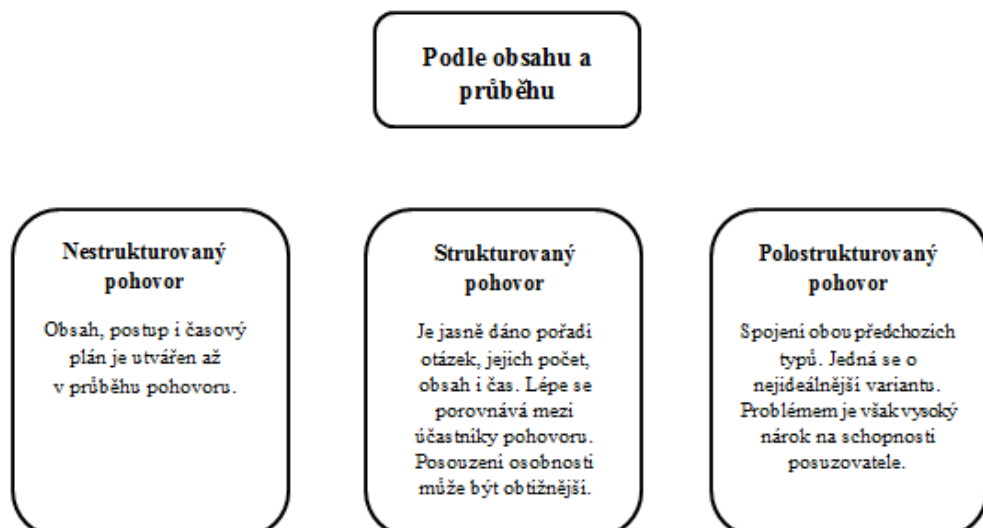 Podle obsahu a
průběhu
Nestrukturovaný
pohovor
Obsah, postup i časový
plán je utvářen až
v průběhu pohovoru.
Strukturovaný
pohovor
Je jasně dáno pořadí
otázek, jejich počet,
obsah i čas. Lépe se
porovnává mezi
účastníky pohovoru.
Posouzení osobnosti
může být obtížnější.
Polostrukturovaný
pohovor
Spojení obou předchozích
typů. Jedná se o
nejideálnější variantu.
Problémem je však vysoký
nárok na schopnosti
posuzovatele.